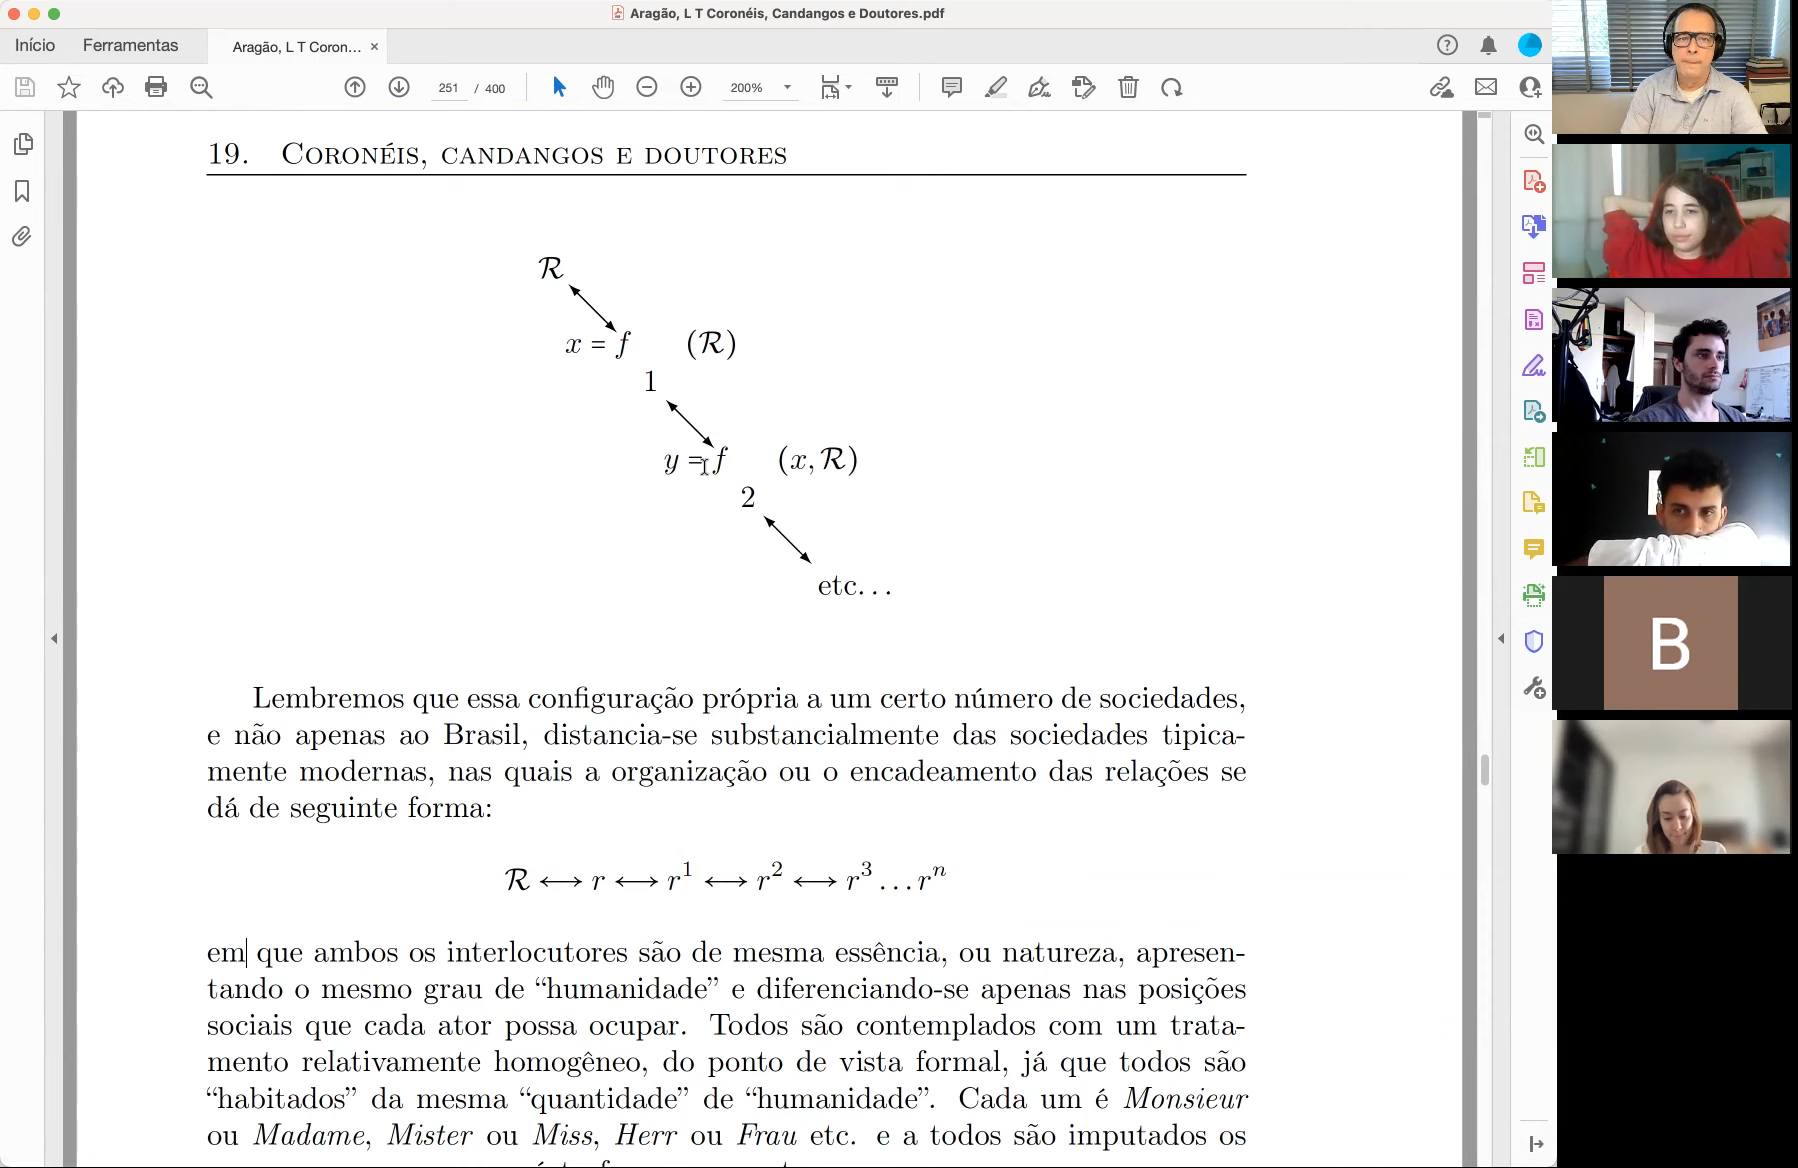 Aragão, L T Coronéis, Candangos e Doutores.pdf
Início Ferramentas Aragão, L T Coron... ×
251 / 400 200%
19. Coronéis, candangos e doutores
ℛ
x = f (ℛ)
1
y = f (x, ℛ)
2
etc...
Lembremos que essa configuração própria a um certo número de sociedades,
e não apenas ao Brasil, distancia-se substancialmente das sociedades tipica-
mente modernas, nas quais a organização ou o encadeamento das relações se
dá de seguinte forma:
ℛ ⟷ r ⟷ r¹ ⟷ r² ⟷ r³ ... rⁿ
em que ambos os interlocutores são de mesma essência, ou natureza, apresen-
tando o mesmo grau de “humanidade” e diferenciando-se apenas nas posições
sociais que cada ator possa ocupar. Todos são contemplados com um trata-
mento relativamente homogêneo, do ponto de vista formal, já que todos são
“habitados” da mesma “quantidade” de “humanidade”. Cada um é Monsieur
ou Madame, Mister ou Miss, Herr ou Frau etc. e a todos são imputados os
B